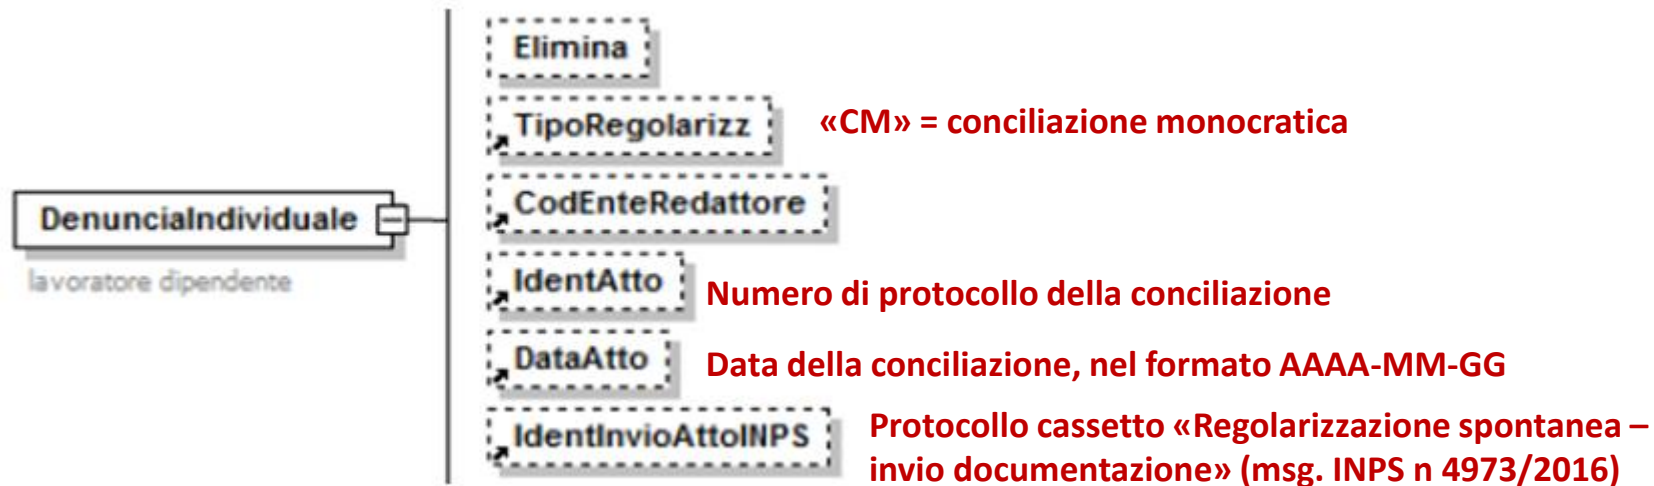 Elimina
TipoRegolarizz
«CM» = conciliazione monocratica
CodEnteRedattore
DenunciaIndividuale
lavoratore dipendente
IdentAtto
Numero di protocollo della conciliazione
DataAtto
Data della conciliazione, nel formato AAAA-MM-GG
IdentInvioAttoINPS
Protocollo cassetto «Regolarizzazione spontanea –
invio documentazione» (msg. INPS n 4973/2016)